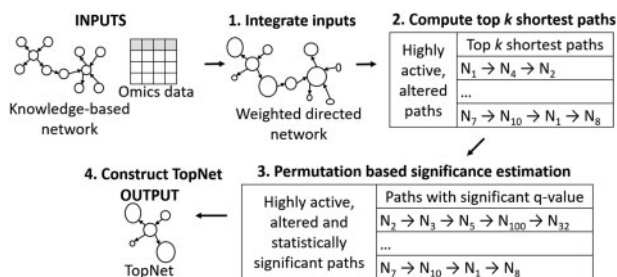 INPUTS
Knowledge-based
network
Omics data
1. Integrate inputs
Weighted directed
network
2. Compute top k shortest paths
Highly
active,
altered
paths
Top k shortest paths
N₁ → N₄ → N₂
...
N₇ → N₁₀ → N₁ → N₈
3. Permutation based significance estimation
Highly active,
altered and
statistically
significant paths
Paths with significant q-value
N₂ → N₃ → N₅ → N₁₀₀ → N₃₂
...
N₇ → N₁₀ → N₁ → N₈
4. Construct TopNet
OUTPUT
TopNet